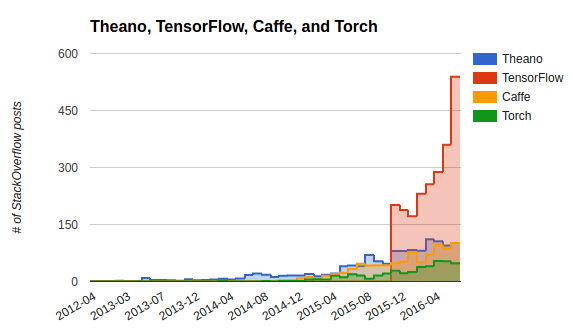 Theano, TensorFlow, Caffe, and Torch
600
450
300
150
0
# of StackOverflow posts
2012-04
2013-03
2013-07
2013-12
2014-04
2014-08
2014-12
2015-04
2015-08
2015-12
2016-04
Theano
TensorFlow
Caffe
Torch